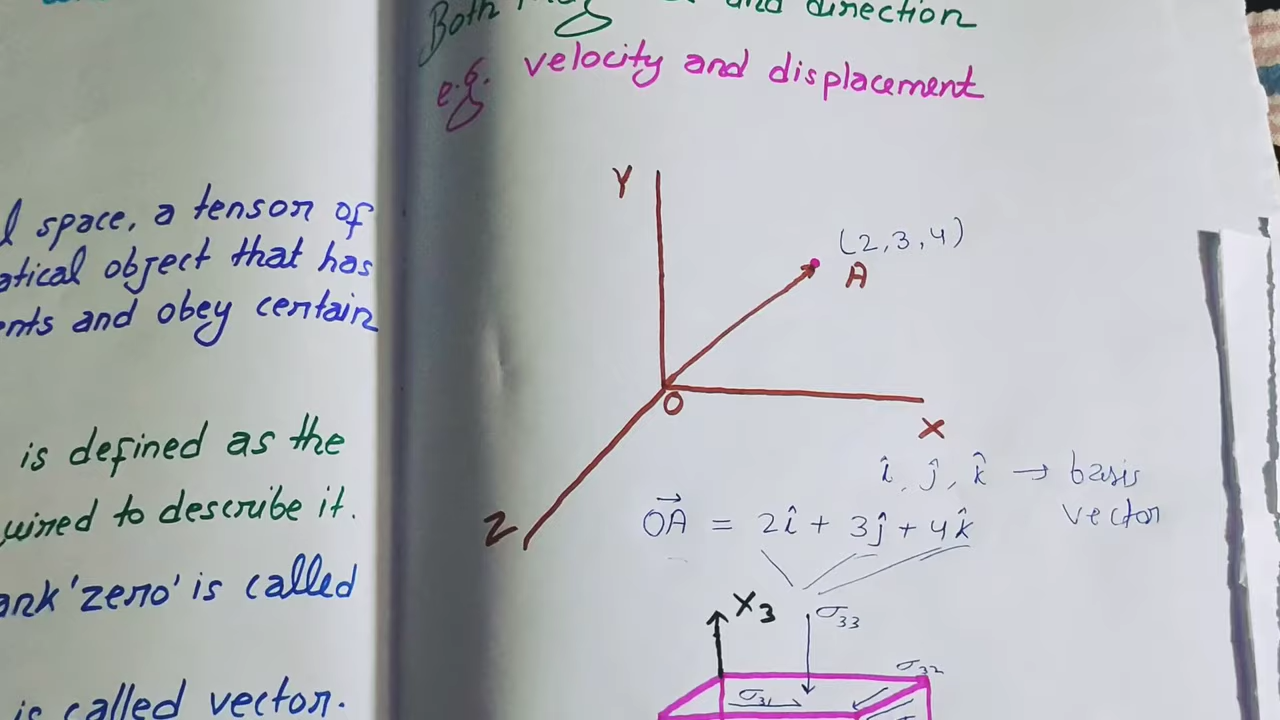 l space, a tensor of
atical object that has
ents and obey certain
is defined as the
uired to describe it.
ank 'zero' is called
is called vector.
Both and direction
e.g. velocity and displacement
Y
(2,3,4)
A
O
X
Z
î, ĵ, k̂ → basis
vector
O⃗A⃗ = 2î + 3ĵ + 4k̂
X₃
σ₃₃
σ₃₂
σ₃₁